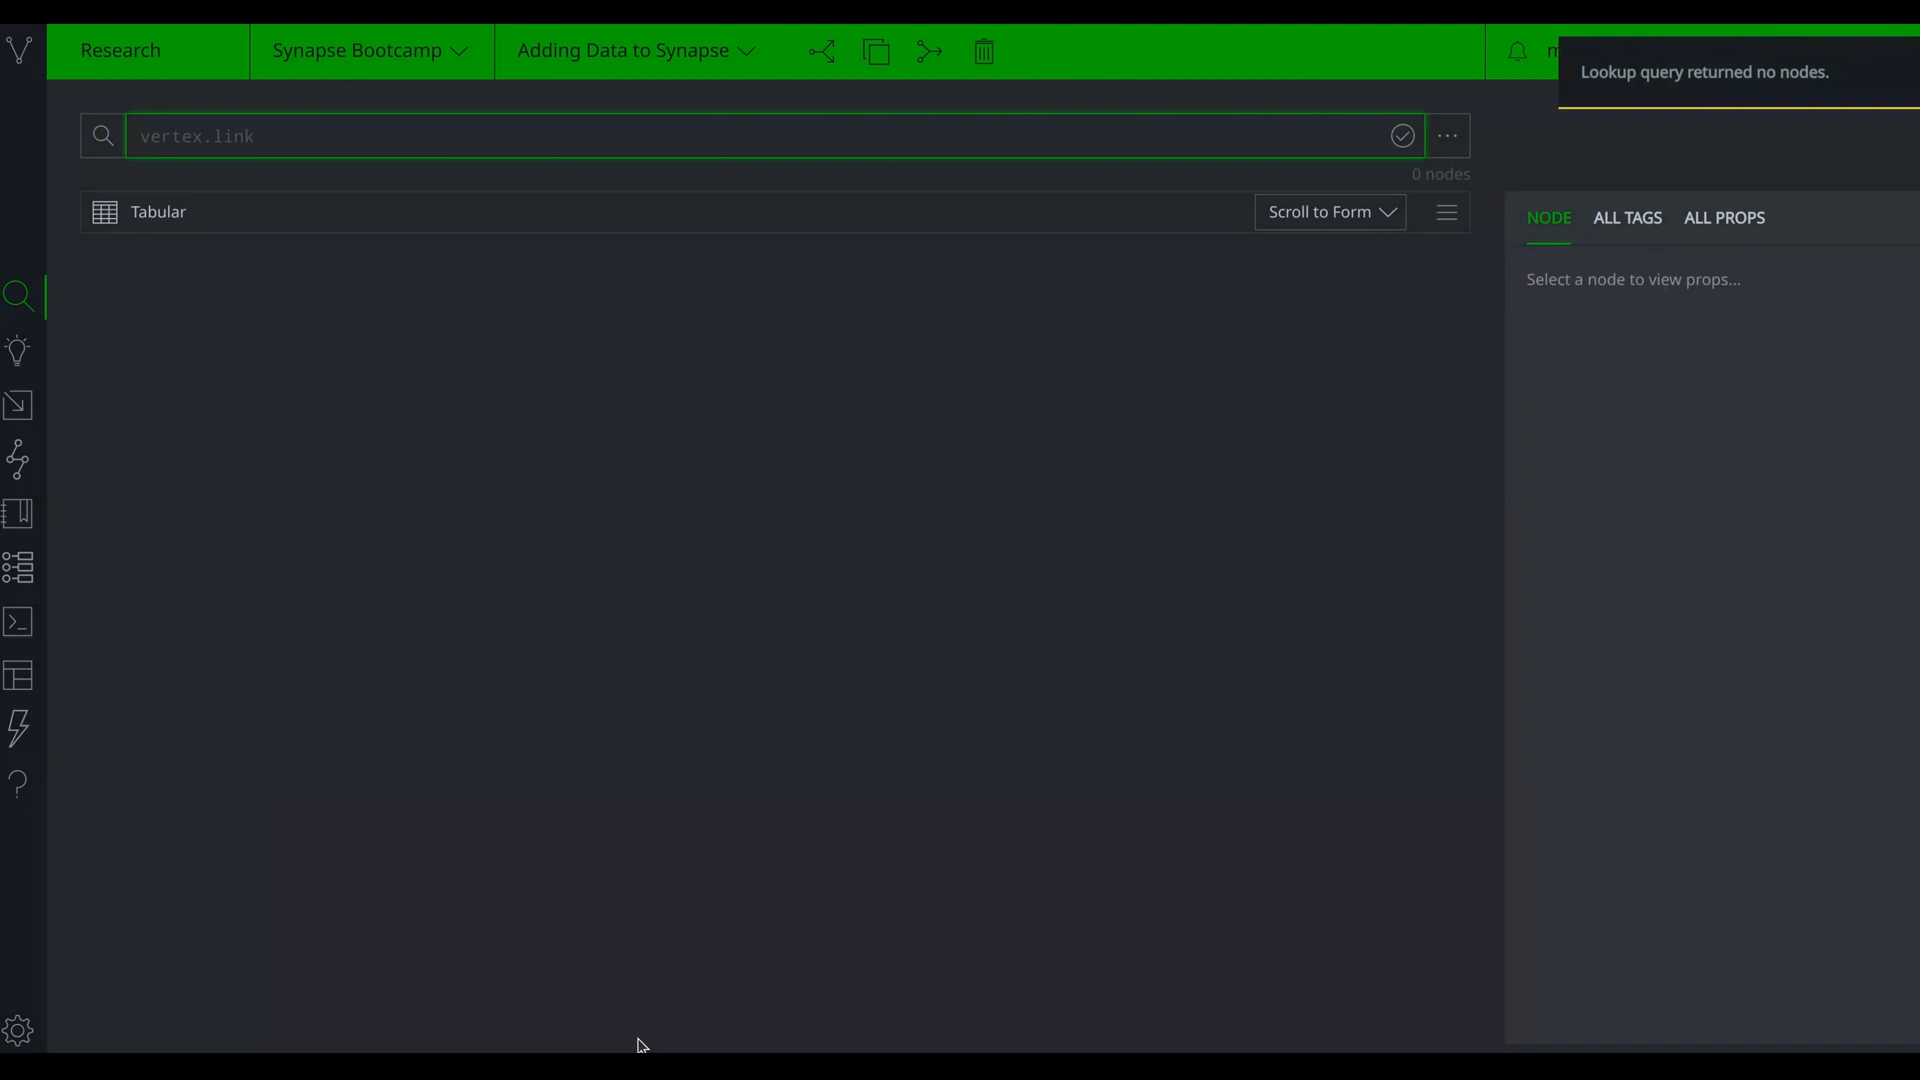 Research
Synapse Bootcamp
Adding Data to Synapse
Lookup query returned no nodes.
vertex.link
0 nodes
Tabular
Scroll to Form
NODE
ALL TAGS
ALL PROPS
Select a node to view props...